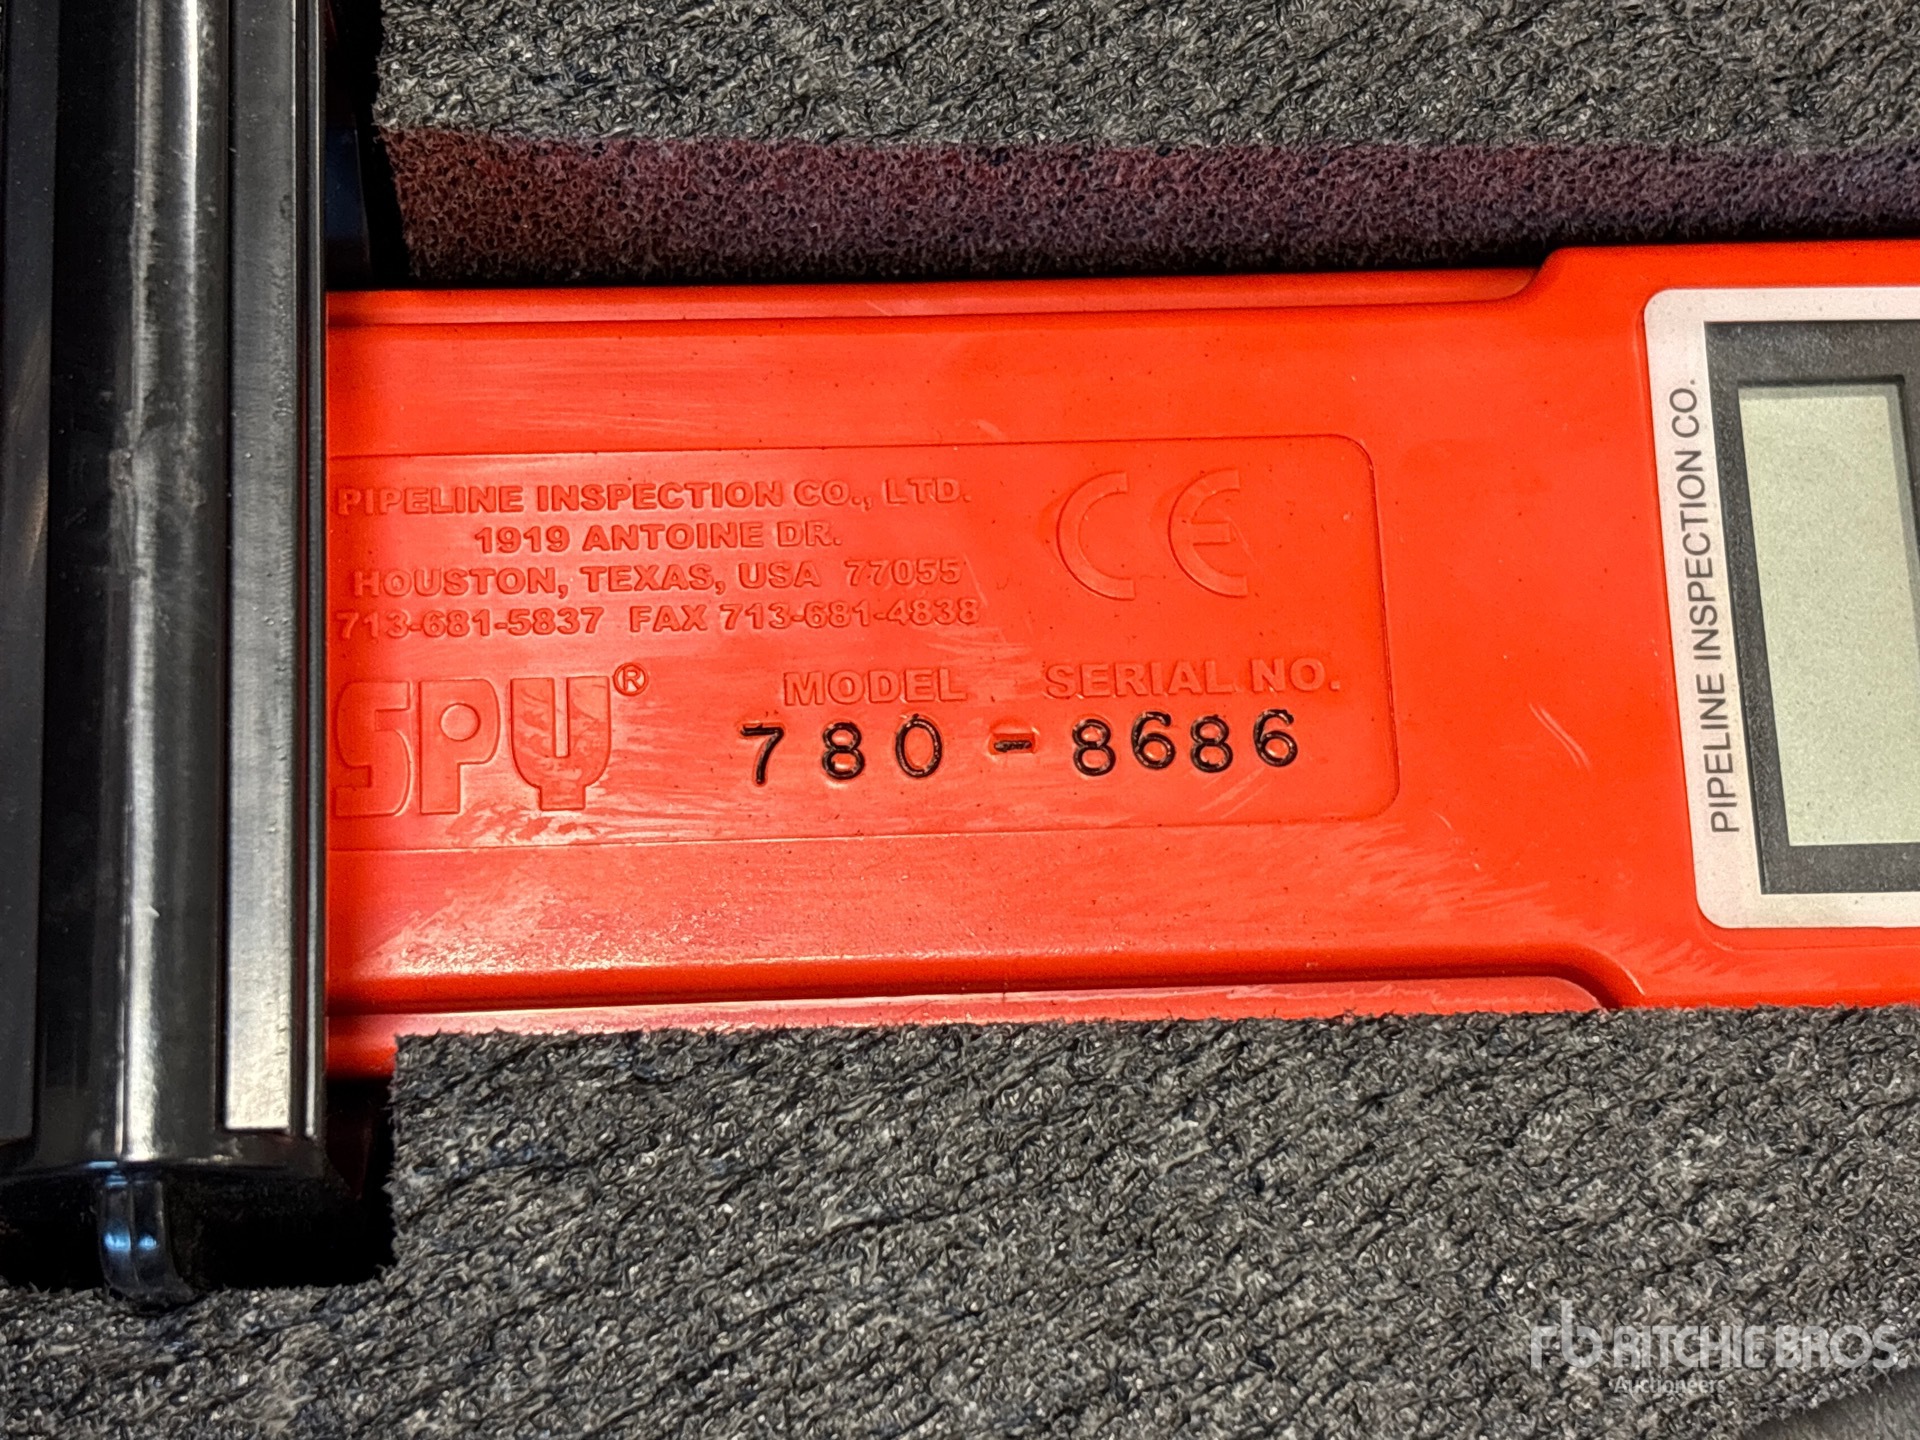 PIPELINE INSPECTION CO., LTD.
1919 ANTOINE DR.
HOUSTON, TEXAS, USA 77055
713-681-5837 FAX 713-681-4838
CE
SPY®
MODEL SERIAL NO.
780 - 8686
PIPELINE INSPECTION CO.
rb RITCHIE BROS.
Auctioneers